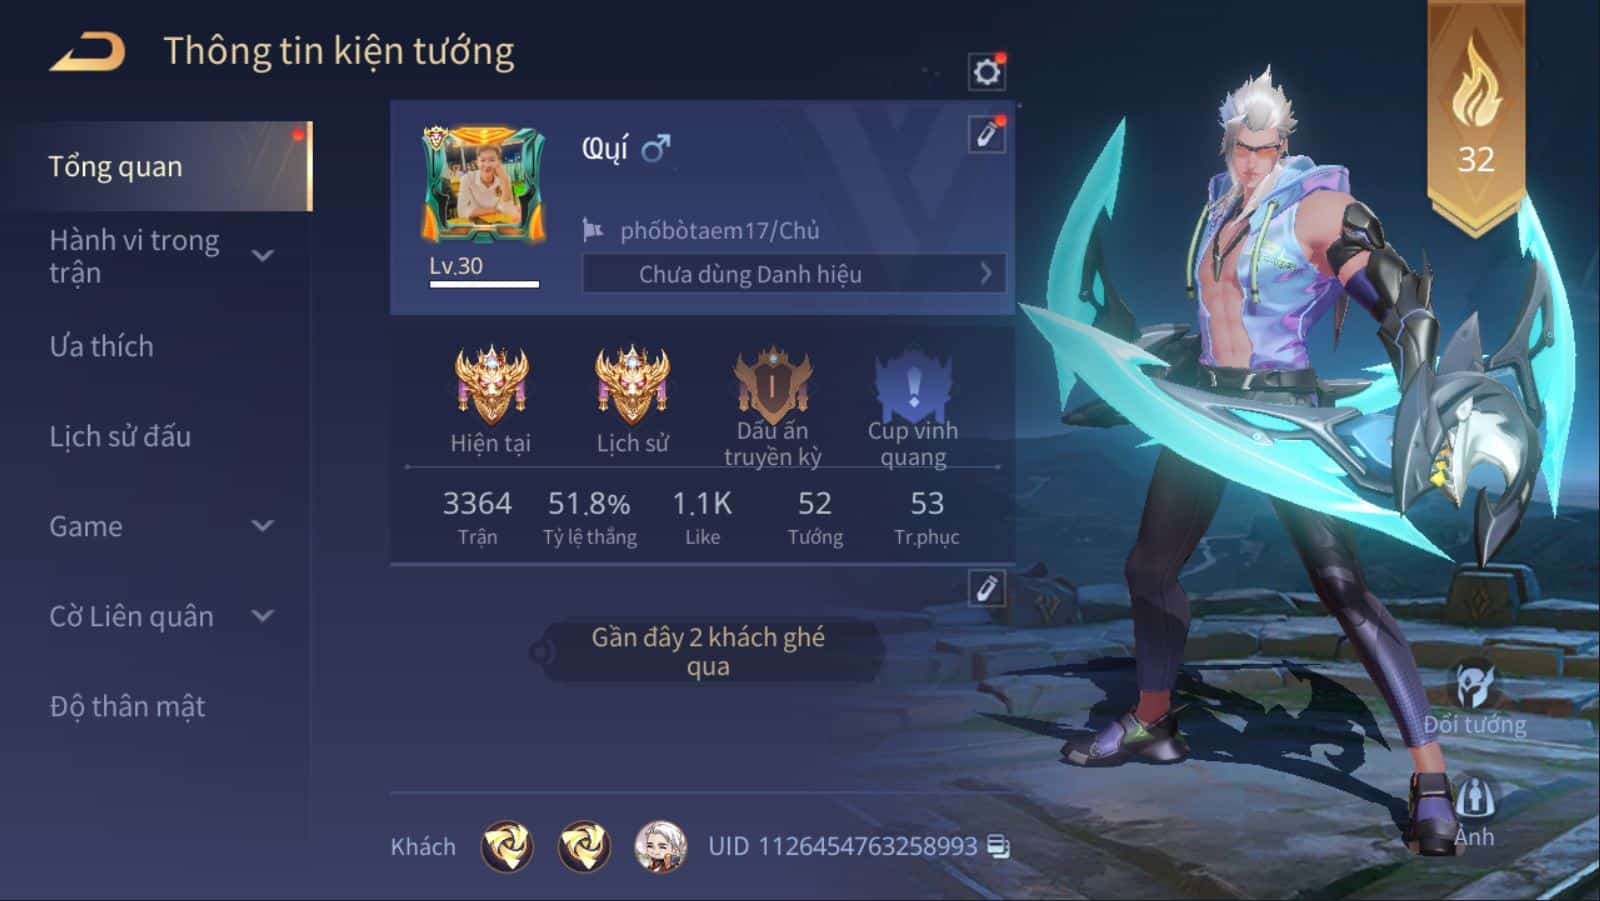 Thông tin kiện tướng
32
Tổng quan
Hành vi trong
trận
Ưa thích
Lịch sử đấu
Game
Cờ Liên quân
Độ thân mật
Quí
phốbòtaem17/Chủ
Lv.30
Chưa dùng Danh hiệu
Hiện tại
Lịch sử
Dấu ấn
truyền kỳ
Cup vinh
quang
3364 51.8% 1.1K 52 53
Trận Tỷ lệ thắng Like Tướng Tr.phục
Gần đây 2 khách ghé
qua
Đổi tướng
Ảnh
Khách UID 1126454763258993